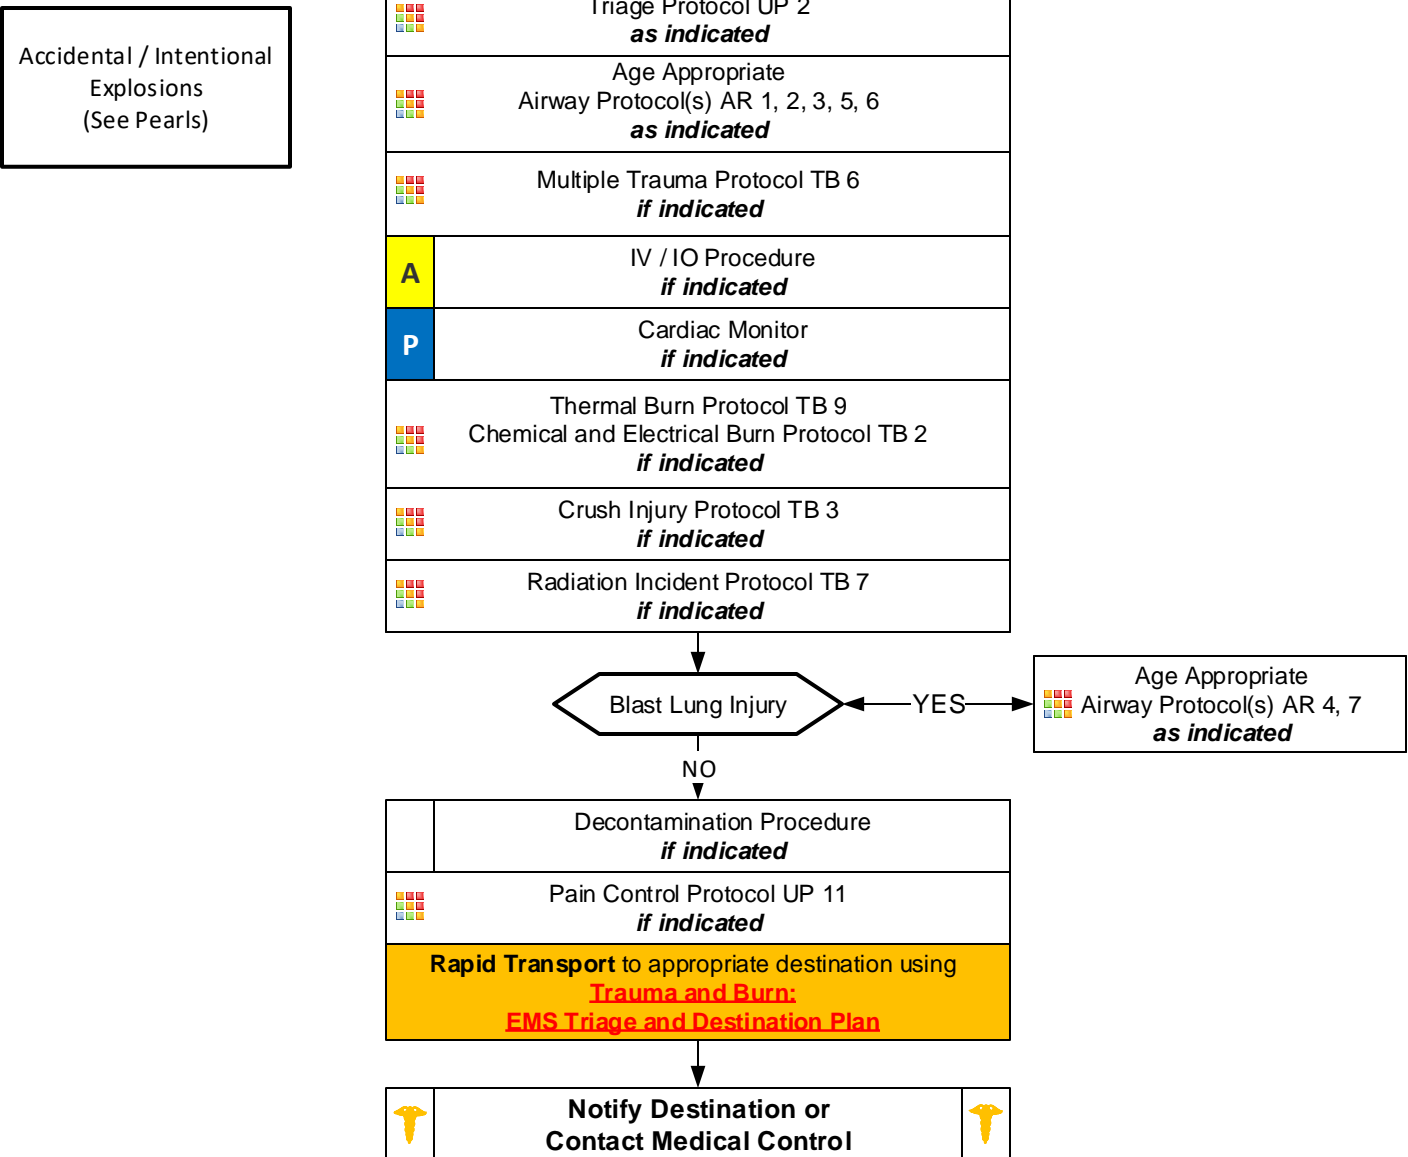 Accidental / Intentional
Explosions
(See Pearls)
Triage Protocol UP 2
as indicated
Age Appropriate
Airway Protocol(s) AR 1, 2, 3, 5, 6
as indicated
Multiple Trauma Protocol TB 6
if indicated
A
IV / IO Procedure
if indicated
P
Cardiac Monitor
if indicated
Thermal Burn Protocol TB 9
Chemical and Electrical Burn Protocol TB 2
if indicated
Crush Injury Protocol TB 3
if indicated
Radiation Incident Protocol TB 7
if indicated
Blast Lung Injury
YES
Age Appropriate
Airway Protocol(s) AR 4, 7
as indicated
NO
Decontamination Procedure
if indicated
Pain Control Protocol UP 11
if indicated
Rapid Transport to appropriate destination using
Trauma and Burn:
EMS Triage and Destination Plan
Notify Destination or
Contact Medical Control